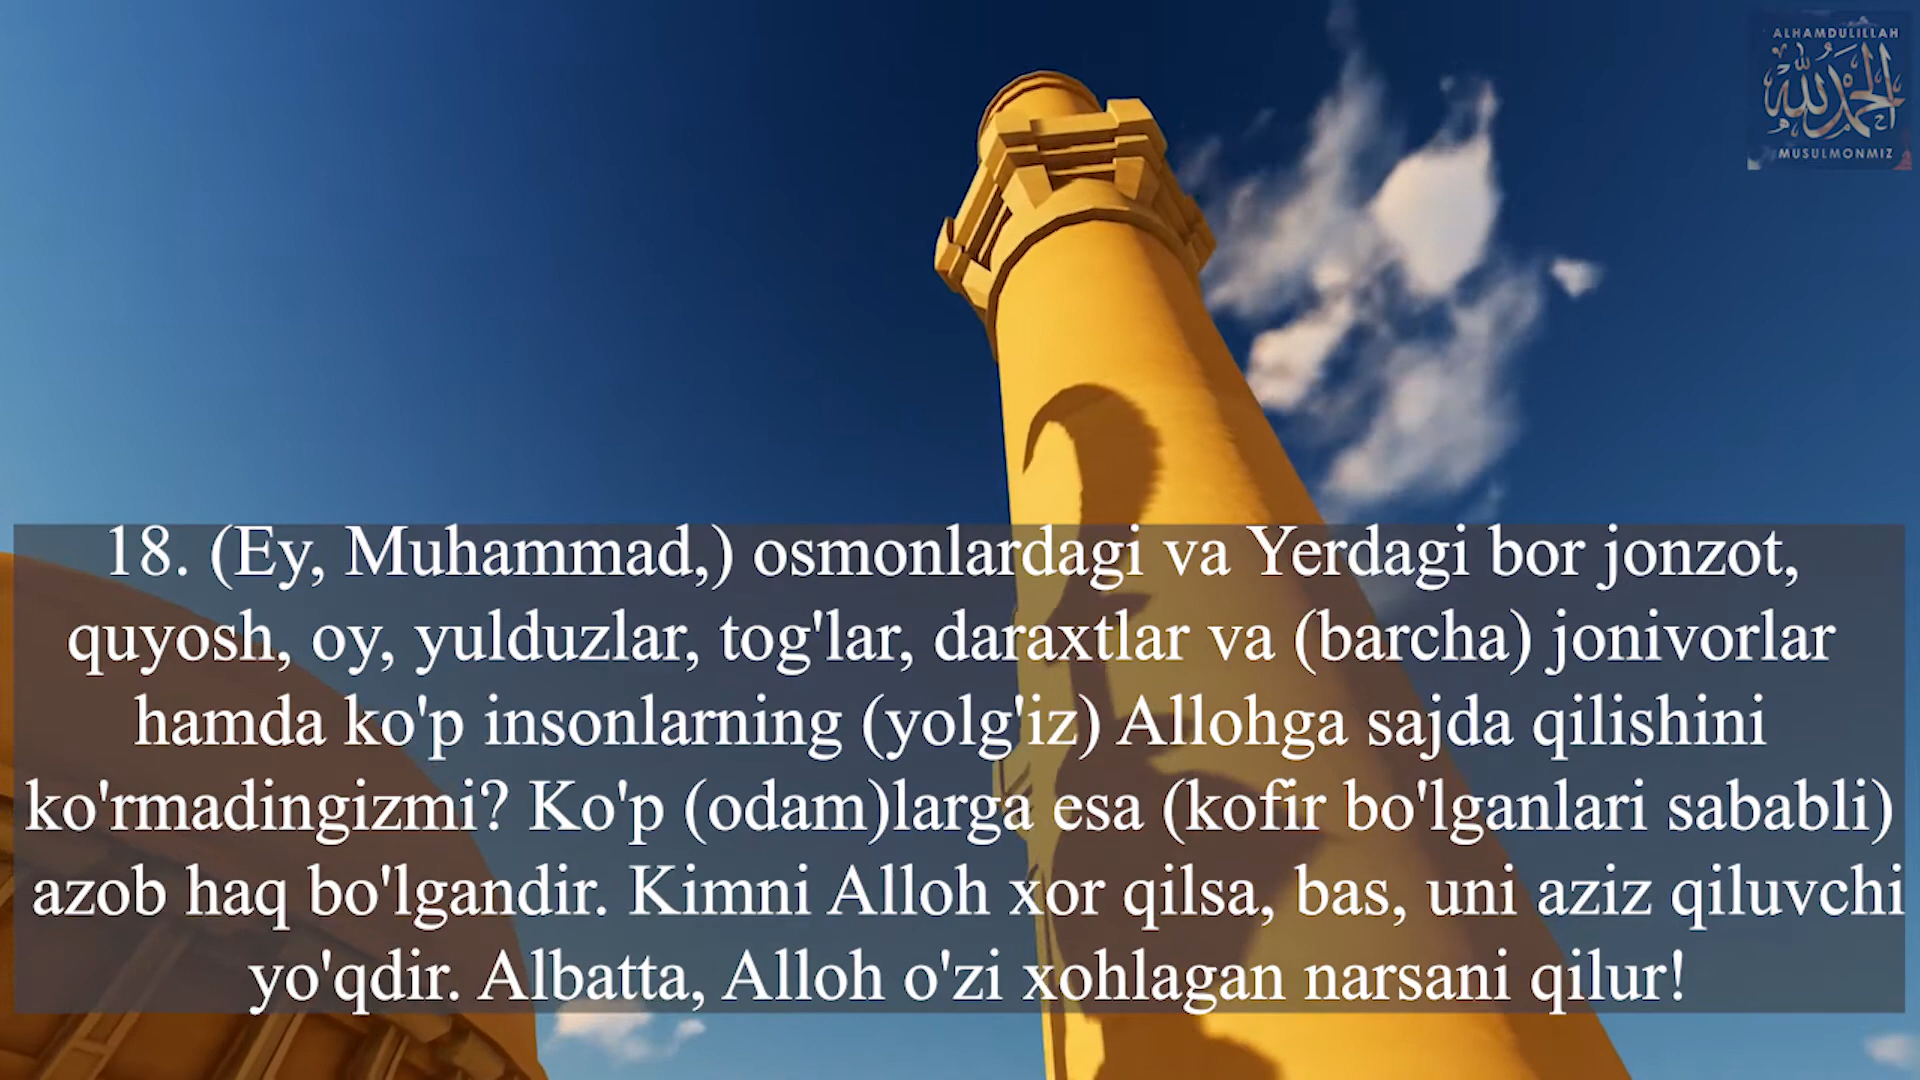 ALHAMDULILLAH
الحمد لله
MUSULMONMIZ
18. (Ey, Muhammad,) osmonlardagi va Yerdagi bor jonzot,
quyosh, oy, yulduzlar, tog'lar, daraxtlar va (barcha) jonivorlar
hamda ko'p insonlarning (yolg'iz) Allohga sajda qilishini
ko'rmadingizmi? Ko'p (odam)larga esa (kofir bo'lganlari sababli)
azob haq bo'lgandir. Kimni Alloh xor qilsa, bas, uni aziz qiluvchi
yo'qdir. Albatta, Alloh o'zi xohlagan narsani qilur!